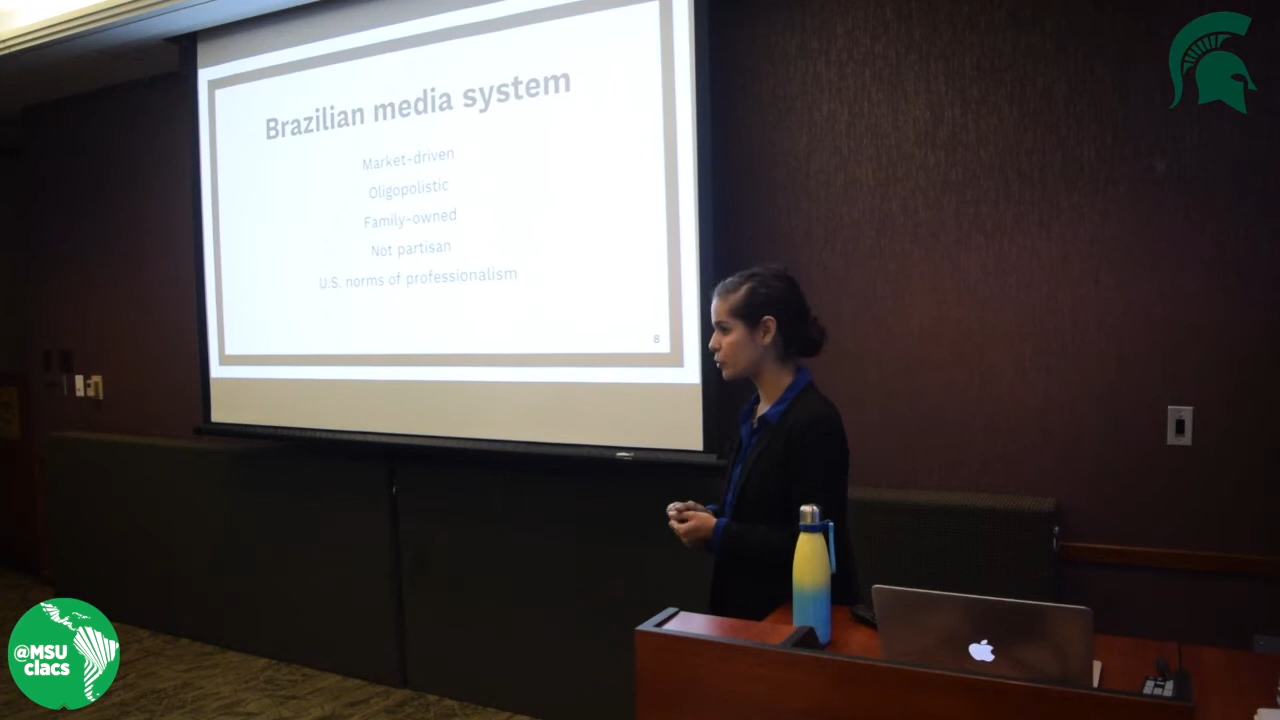 Brazilian media system
Market-driven
Oligopolistic
Family-owned
Not partisan
U.S. norms of professionalism
8
@MSU
clacs